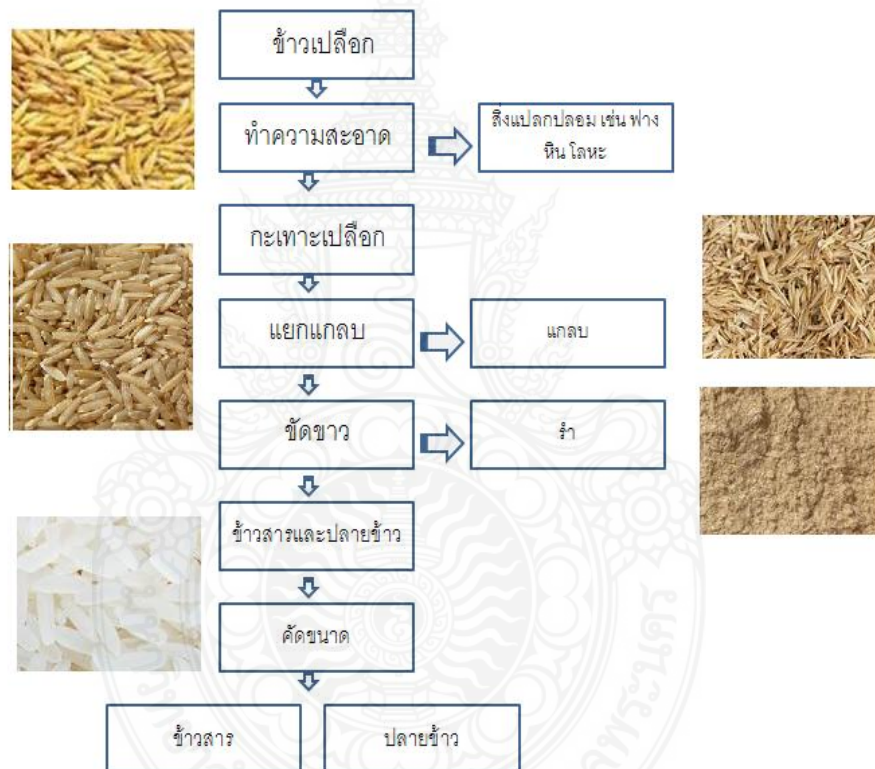 ข้าวเปลือก
ทำความสะอาด
สิ่งแปลกปลอม เช่น ฟาง
หิน โลหะ
กะเทาะเปลือก
แยกแกลบ
แกลบ
ขัดขาว
รำ
ข้าวสารและปลายข้าว
คัดขนาด
ข้าวสาร
ปลายข้าว